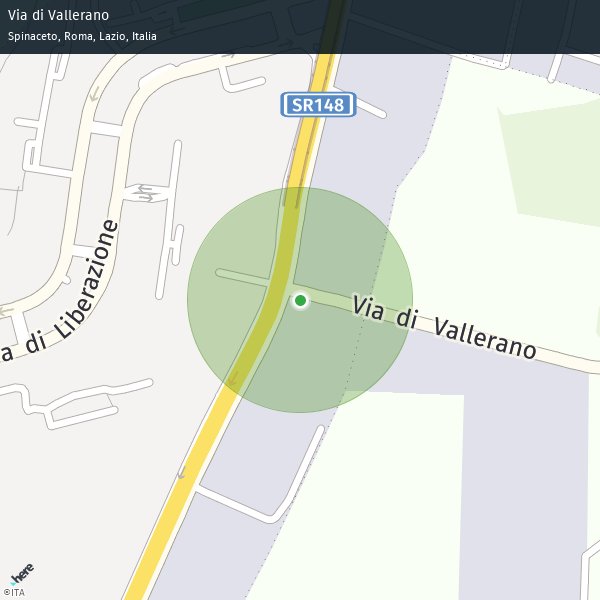 Via di Vallerano
Spinaceto, Roma, Lazio, Italia
SR148
a di Liberazione
Via di Vallerano
here
©ITA